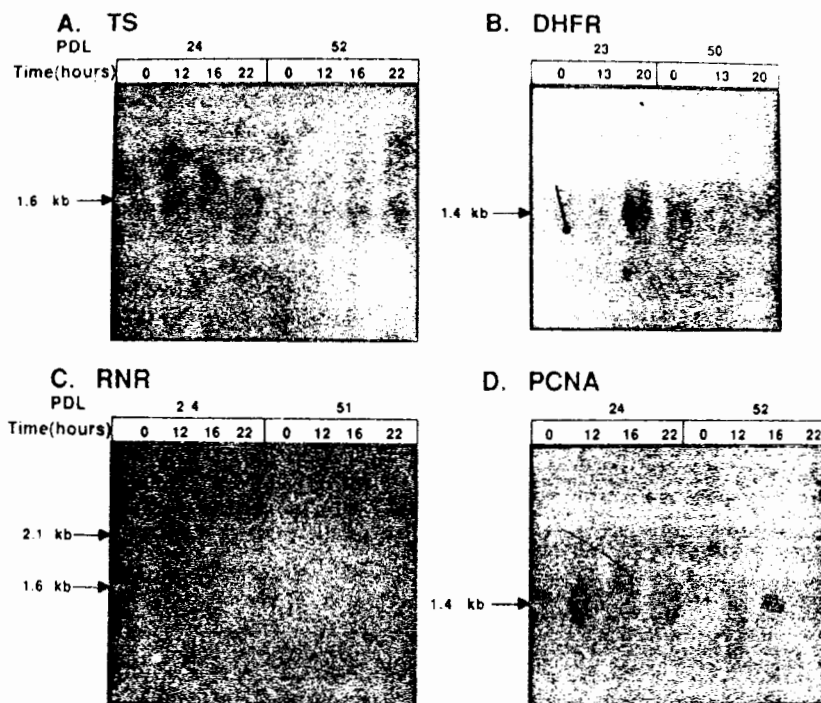 A. TS
PDL 24 52
Time(hours) 0 12 16 22 0 12 16 22
1.6 kb
B. DHFR
23 50
0 13 20 0 13 20
1.4 kb
C. RNR
PDL 2 4 51
Time(hours) 0 12 16 22 0 12 16 22
2.1 kb
1.6 kb
D. PCNA
24 52
0 12 16 22 0 12 16 22
1.4 kb